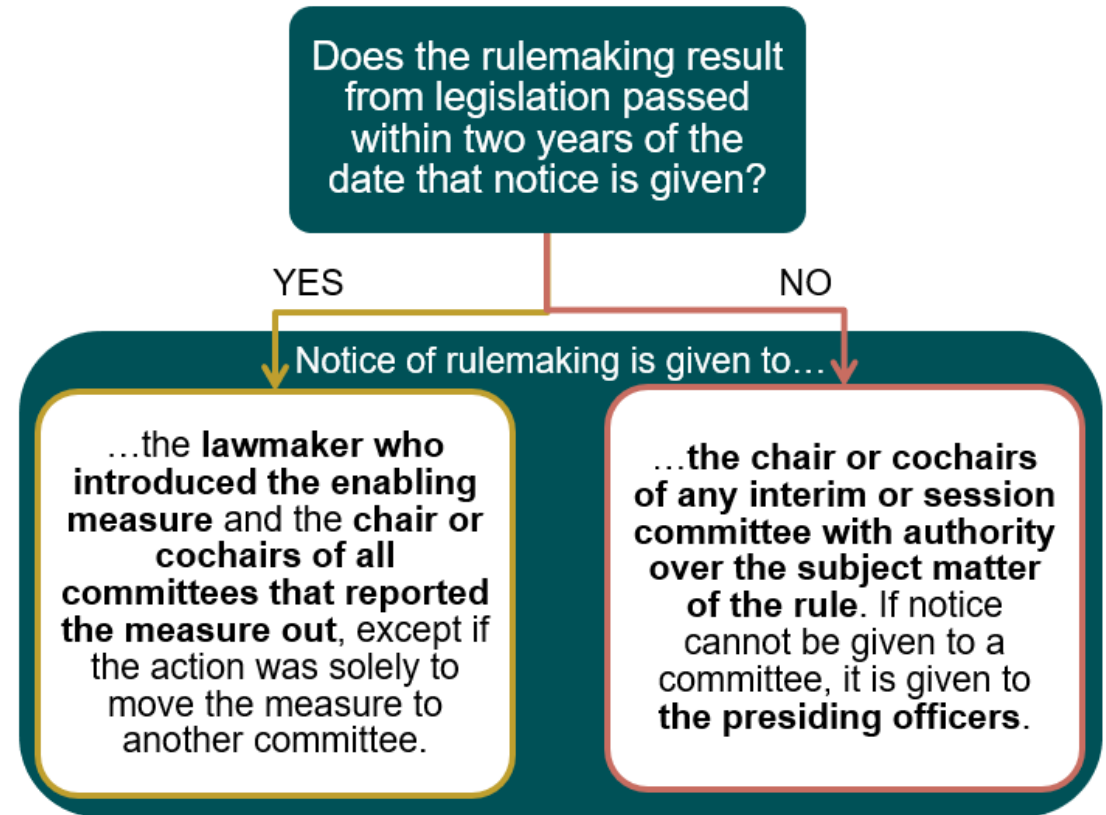 Does the rulemaking result
from legislation passed
within two years of the
date that notice is given?
YES
NO
Notice of rulemaking is given to…
…the lawmaker who
introduced the enabling
measure and the chair or
cochairs of all
committees that reported
the measure out, except if
the action was solely to
move the measure to
another committee.
…the chair or cochairs
of any interim or session
committee with authority
over the subject matter
of the rule. If notice
cannot be given to a
committee, it is given to
the presiding officers.